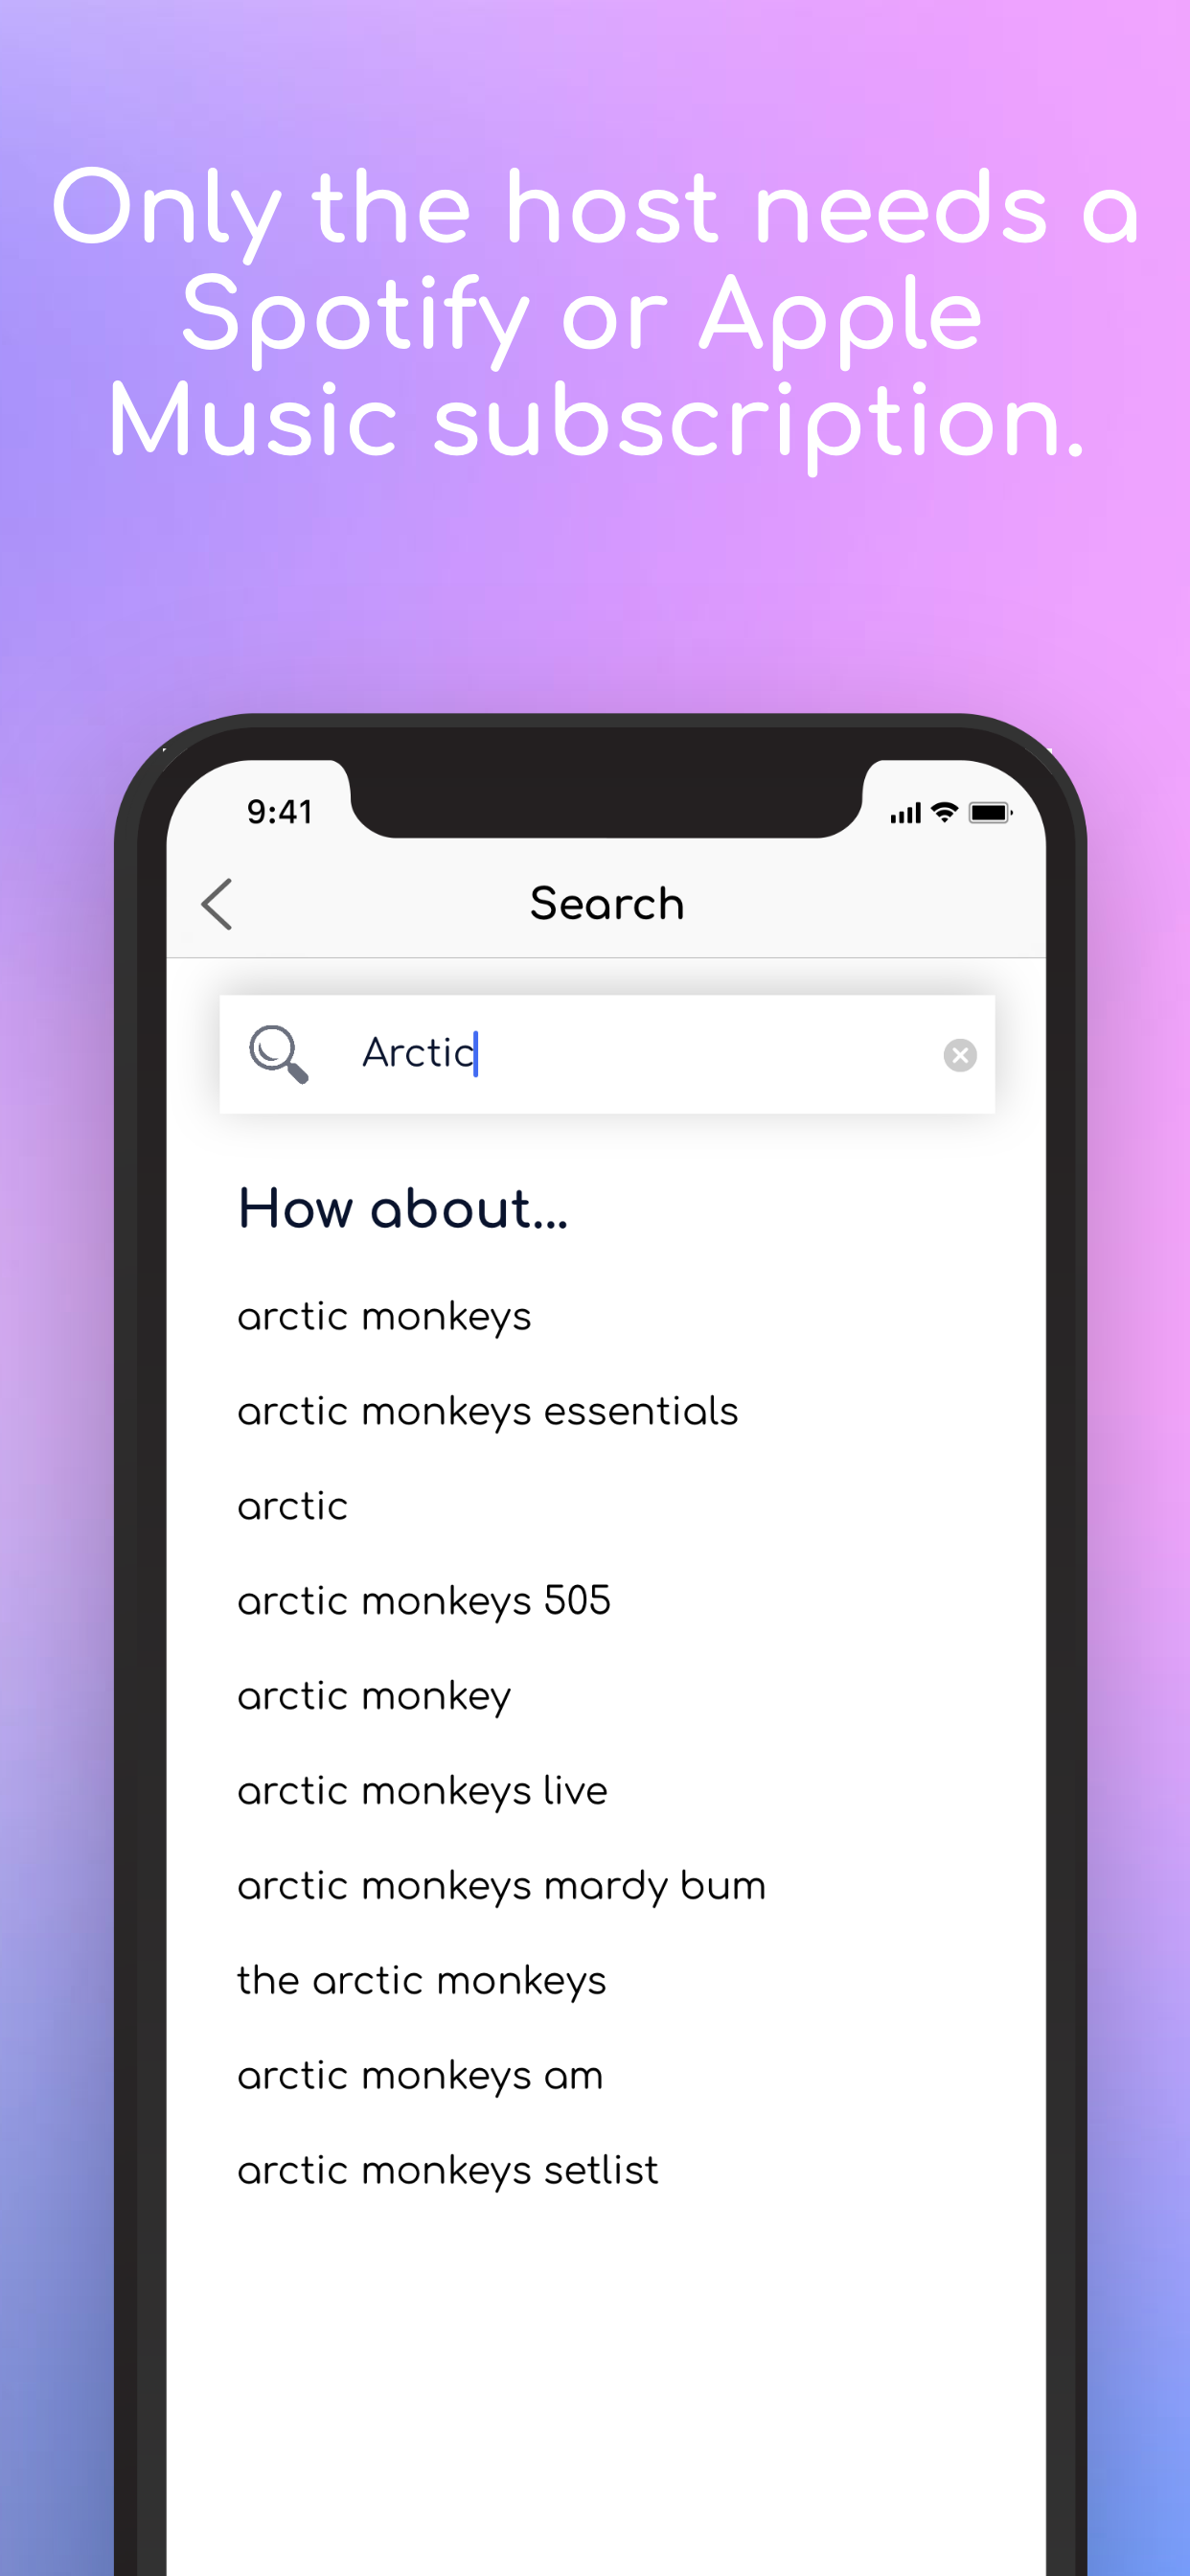 Only the host needs a
Spotify or Apple
Music subscription.
9:41
Search
Arctic
How about...
arctic monkeys
arctic monkeys essentials
arctic
arctic monkeys 505
arctic monkey
arctic monkeys live
arctic monkeys mardy bum
the arctic monkeys
arctic monkeys am
arctic monkeys setlist